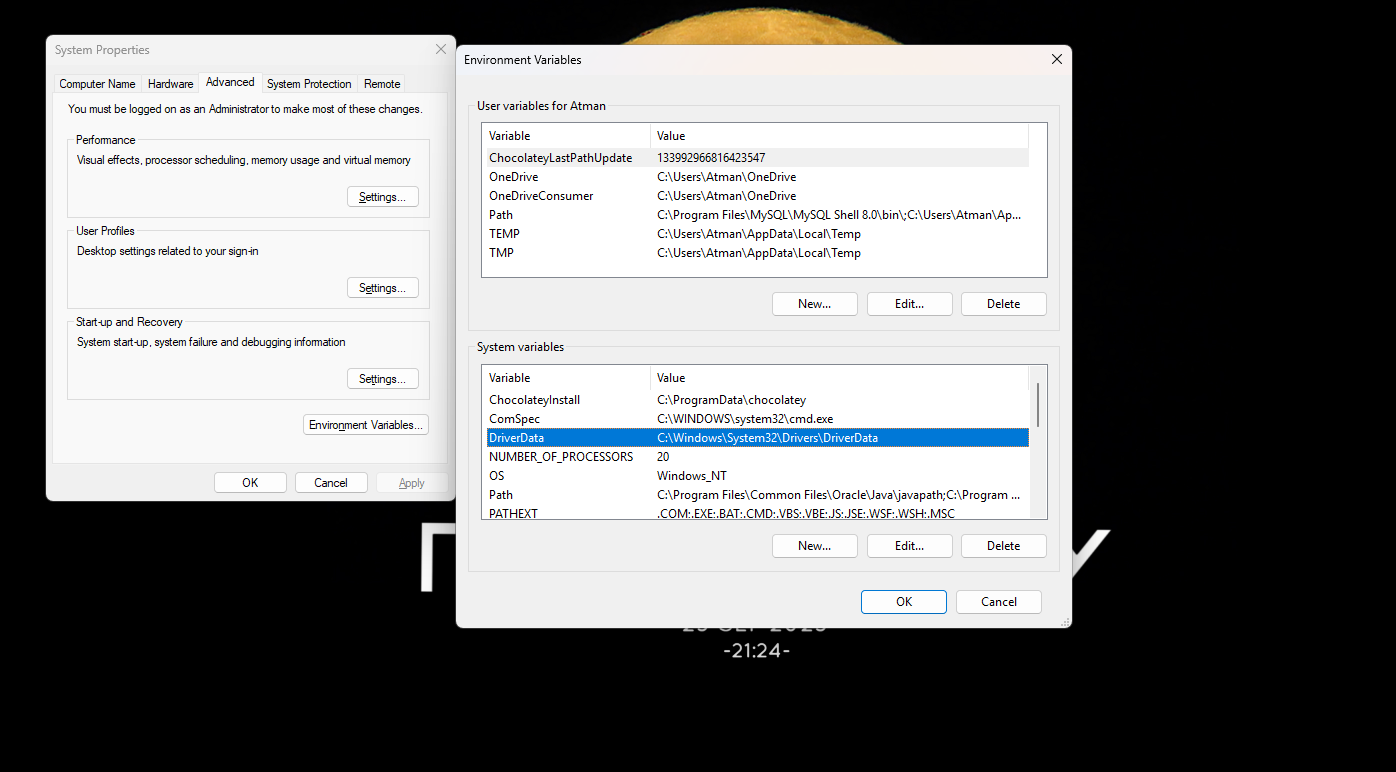 System Properties
Computer Name Hardware Advanced System Protection Remote
You must be logged on as an Administrator to make most of these changes.
Performance
Visual effects, processor scheduling, memory usage and virtual memory
Settings...
User Profiles
Desktop settings related to your sign-in
Settings...
Start-up and Recovery
System start-up, system failure and debugging information
Settings...
Environment Variables...
OK Cancel Apply
Environment Variables
User variables for Atman
Variable Value
ChocolateyLastPathUpdate 133992966816423547
OneDrive C:\Users\Atman\OneDrive
OneDriveConsumer C:\Users\Atman\OneDrive
Path C:\Program Files\MySQL\MySQL Shell 8.0\bin\;C:\Users\Atman\Ap...
TEMP C:\Users\Atman\AppData\Local\Temp
TMP C:\Users\Atman\AppData\Local\Temp
New... Edit... Delete
System variables
Variable Value
ChocolateyInstall C:\ProgramData\chocolatey
ComSpec C:\WINDOWS\system32\cmd.exe
DriverData C:\Windows\System32\Drivers\DriverData
NUMBER_OF_PROCESSORS 20
OS Windows_NT
Path C:\Program Files\Common Files\Oracle\Java\javapath;C:\Program ...
PATHEXT .COM;.EXE;.BAT;.CMD;.VBS;.VBE;.JS;.JSE;.WSF;.WSH;.MSC
New... Edit... Delete
OK Cancel
-21:24-